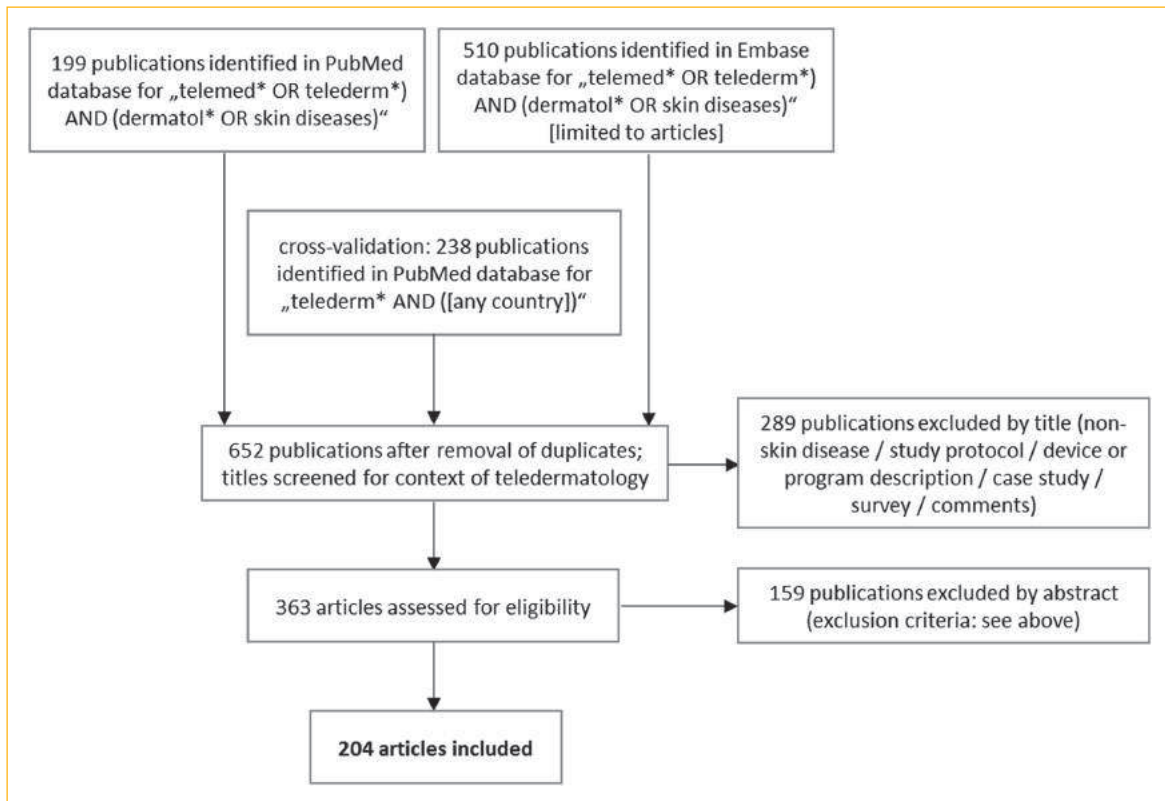 199 publications identified in PubMed
database for „telemed* OR telederm*)
AND (dermatol* OR skin diseases)“
510 publications identified in Embase
database for „telemed* OR telederm*)
AND (dermatol* OR skin diseases)“
[limited to articles]
cross-validation: 238 publications
identified in PubMed database for
„telederm* AND ([any country])“
652 publications after removal of duplicates;
titles screened for context of teledermatology
289 publications excluded by title (non-
skin disease / study protocol / device or
program description / case study /
survey / comments)
363 articles assessed for eligibility
159 publications excluded by abstract
(exclusion criteria: see above)
204 articles included